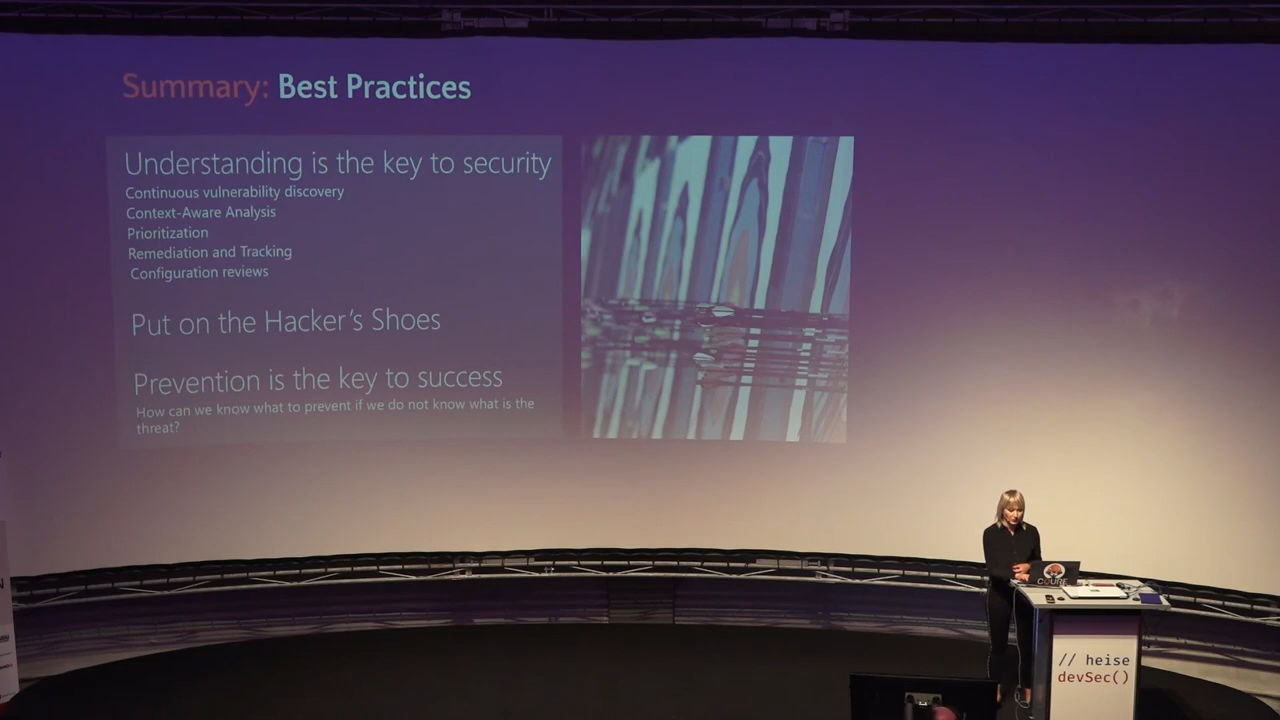 Summary: Best Practices
Understanding is the key to security
Continuous vulnerability discovery
Context-Aware Analysis
Prioritization
Remediation and Tracking
Configuration reviews
Put on the Hacker's Shoes
Prevention is the key to success
How can we know what to prevent if we do not know what is the
threat?
CQURE
// heise
devSec()